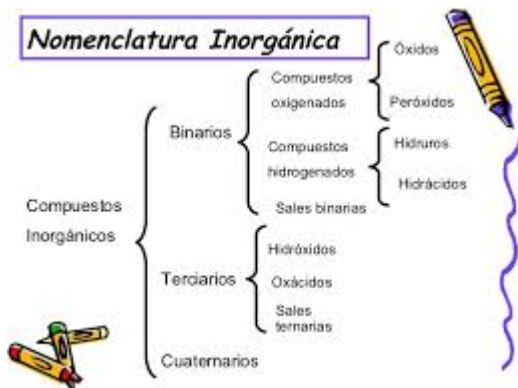 Nomenclatura Inorgánica
Compuestos
Inorgánicos
Binarios
Compuestos
oxigenados
Óxidos
Peróxidos
Compuestos
hidrogenados
Hidruros
Hidrácidos
Sales binarias
Terciarios
Hidróxidos
Oxácidos
Sales
ternarias
Cuaternarios